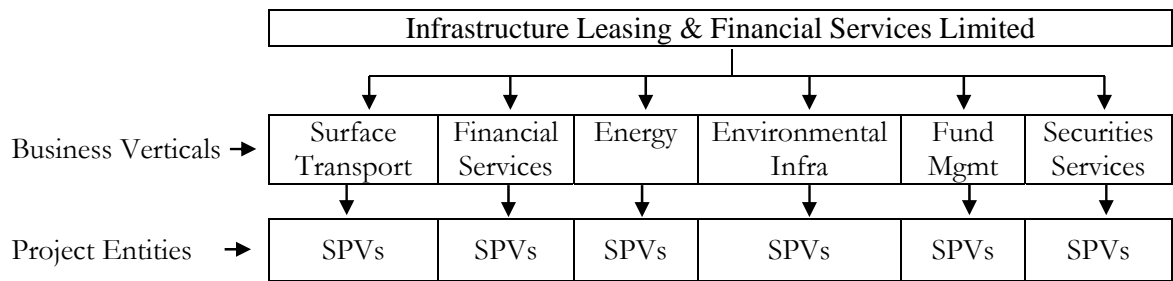 Infrastructure Leasing & Financial Services Limited
Business Verticals
Surface Transport
Financial Services
Energy
Environmental Infra
Fund Mgmt
Securities Services
Project Entities
SPVs
SPVs
SPVs
SPVs
SPVs
SPVs